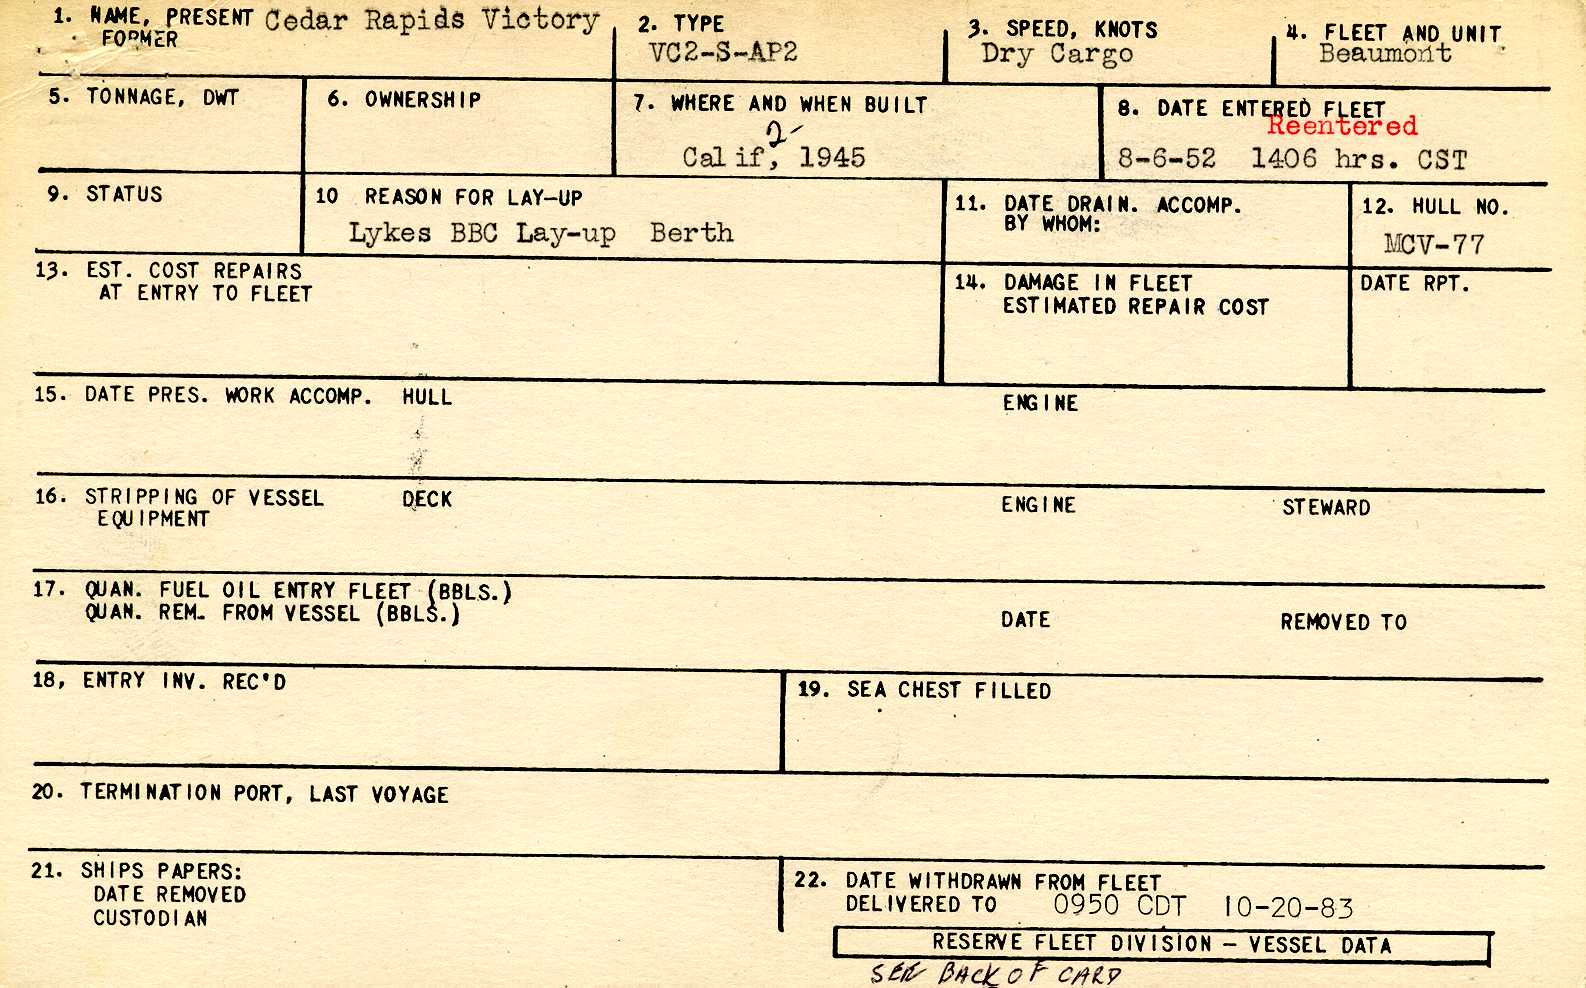 1. NAME, PRESENT Cedar Rapids Victory
FORMER
2. TYPE
VC2-S-AP2
3. SPEED, KNOTS
Dry Cargo
4. FLEET AND UNIT
Beaumont
5. TONNAGE, DWT
6. OWNERSHIP
7. WHERE AND WHEN BUILT
2
Calif, 1945
8. DATE ENTERED FLEET
Reentered
8-6-52 1406 hrs. CST
9. STATUS
10 REASON FOR LAY-UP
Lykes BBC Lay-up Berth
11. DATE DRAIN. ACCOMP.
BY WHOM:
12. HULL NO.
MCV-77
13. EST. COST REPAIRS
AT ENTRY TO FLEET
14. DAMAGE IN FLEET
ESTIMATED REPAIR COST
DATE RPT.
15. DATE PRES. WORK ACCOMP. HULL ENGINE
16. STRIPPING OF VESSEL DECK ENGINE STEWARD
EQUIPMENT
17. QUAN. FUEL OIL ENTRY FLEET (BBLS.)
QUAN. REM. FROM VESSEL (BBLS.) DATE REMOVED TO
18, ENTRY INV. REC'D
19. SEA CHEST FILLED
20. TERMINATION PORT, LAST VOYAGE
21. SHIPS PAPERS:
DATE REMOVED
CUSTODIAN
22. DATE WITHDRAWN FROM FLEET
DELIVERED TO 0950 CDT 10-20-83
RESERVE FLEET DIVISION - VESSEL DATA
SEE BACK OF CARD